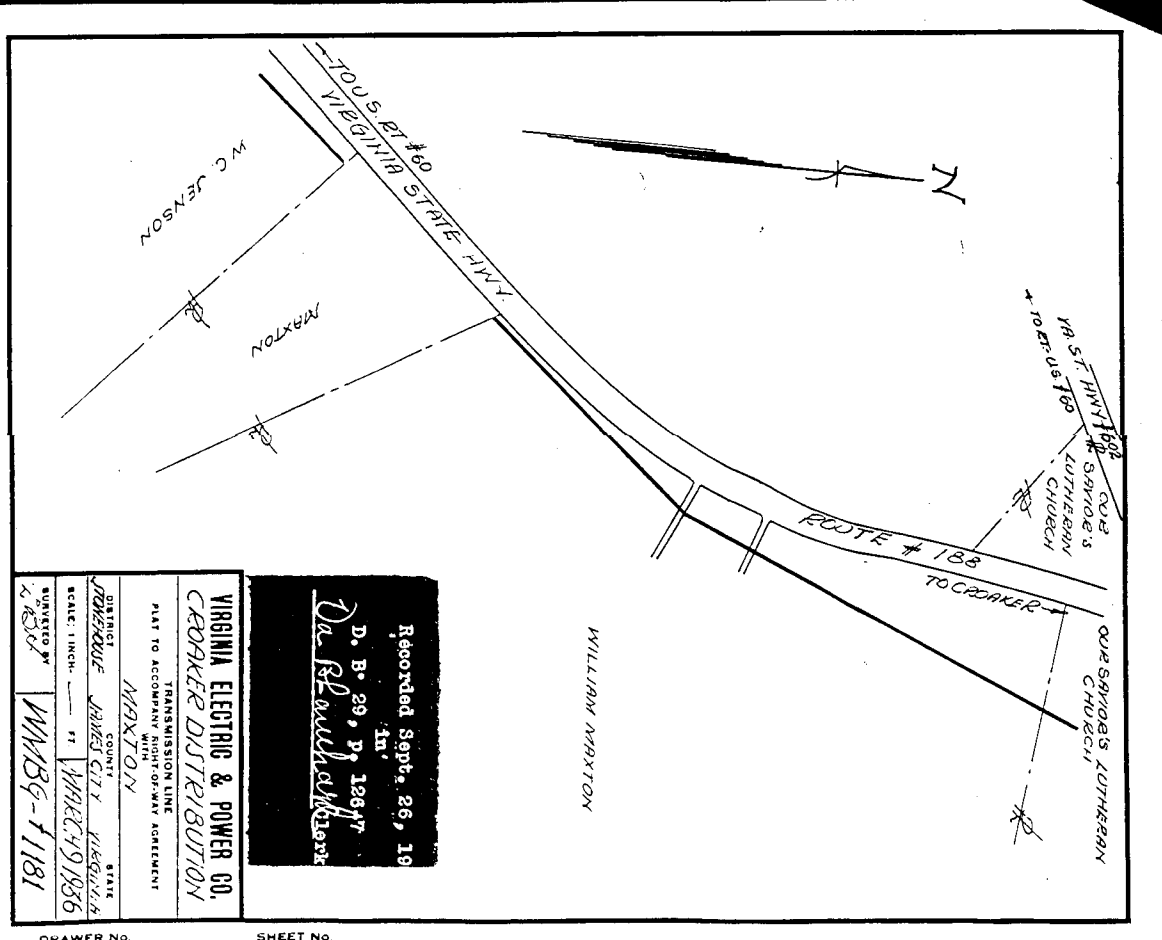 TO U.S. RT #60
VIRGINIA STATE HWY.
ROUTE # 188
TO CROAKER
N
W. C. JENSON
MAXTON
WILLIAM MAXTON
VA. ST. HWY. #602
TO RT. U.S. #60
OUR
SAVIOR'S
LUTHERAN
CHURCH
OUR SAVIOR'S LUTHERAN
CHURCH
Recorded Sept. 26, 19
in
D. B. 29, P.
Clerk
VIRGINIA ELECTRIC & POWER CO.
CROAKER DISTRIBUTION
TRANSMISSION LINE
PLAT TO ACCOMPANY RIGHT-OF-WAY AGREEMENT
WITH
MAXTON
DISTRICT COUNTY STATE
STONEHOUSE JAMES CITY VIRGINIA
SCALE: 1 INCH- FT. MARCH 9 1936
SURVEYED BY
WMBG-#1181
DRAWER No.
SHEET No.